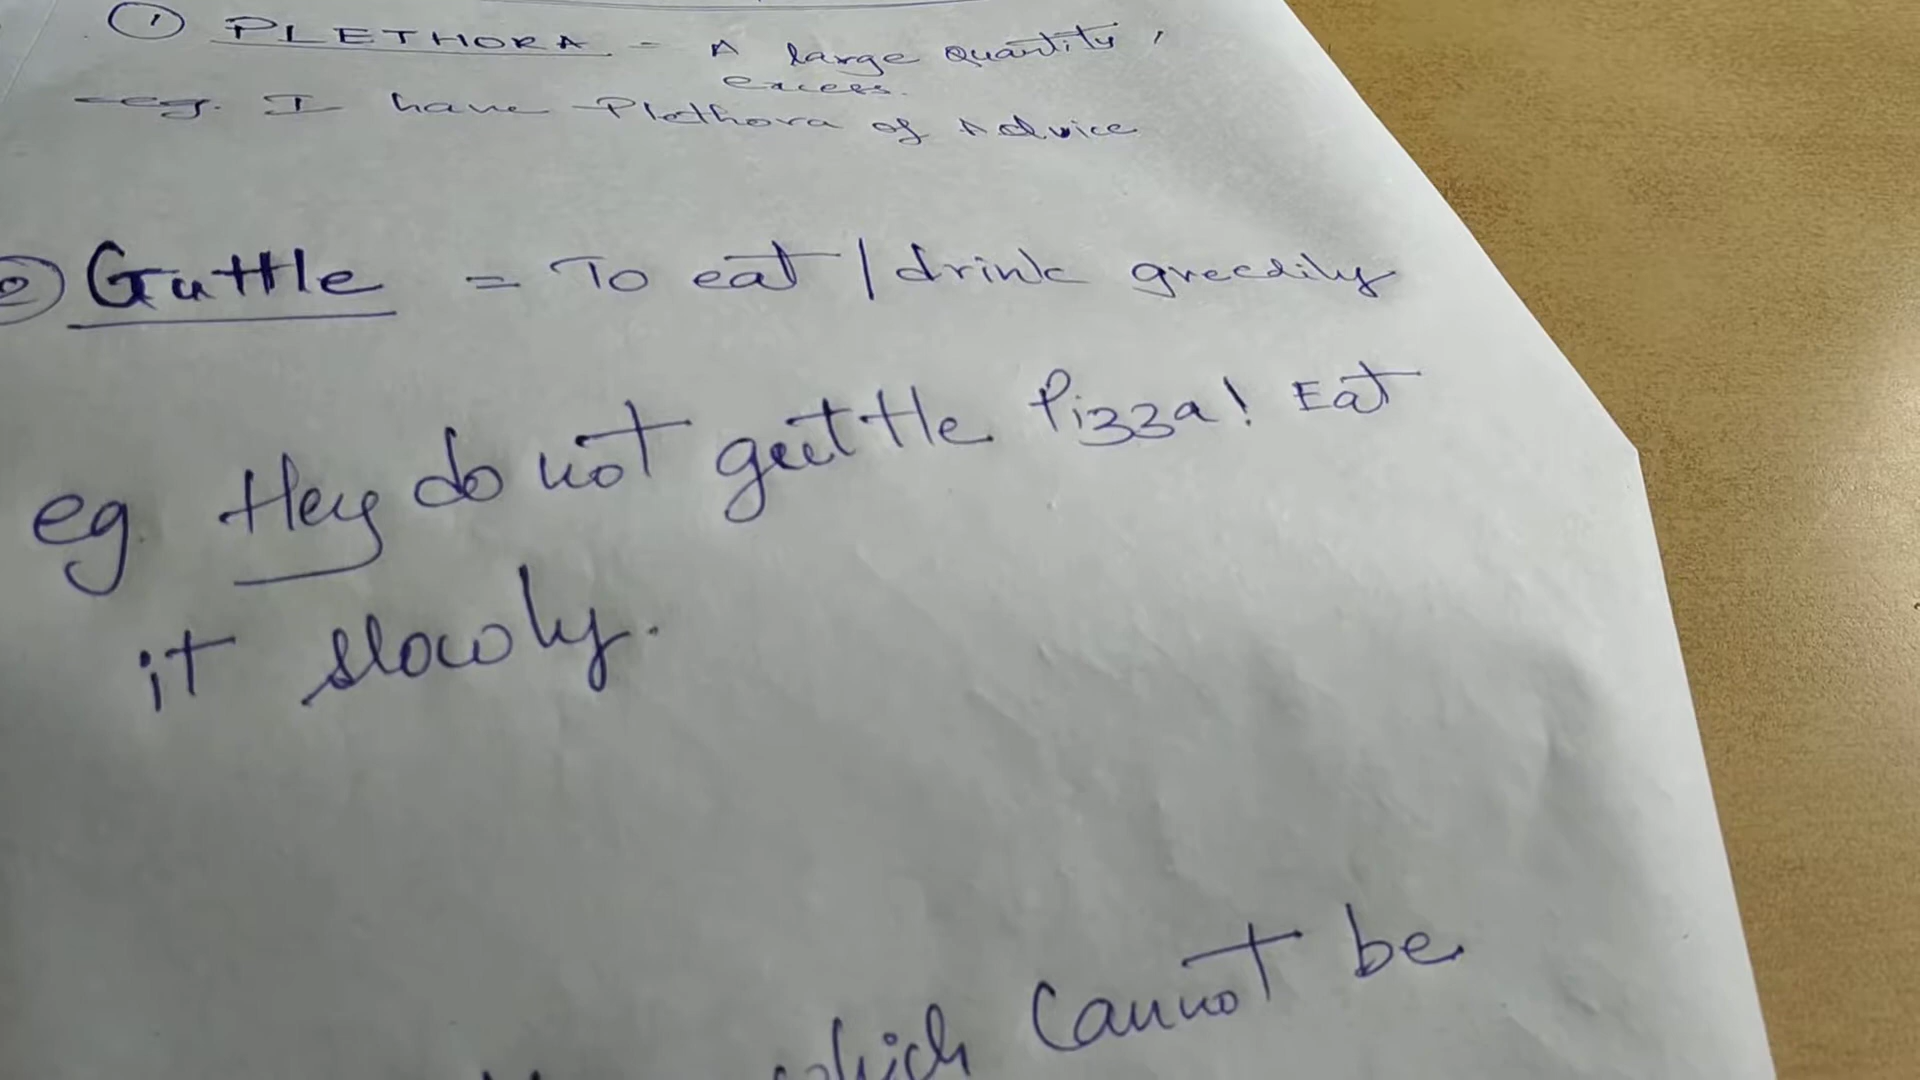 ① PLETHORA - A large quantity,
excess.
eg. I have Plethora of Advice
② Guttle = To eat / drink greedily
eg. Hey do not guttle Pizza! Eat
it slowly.
which cannot be